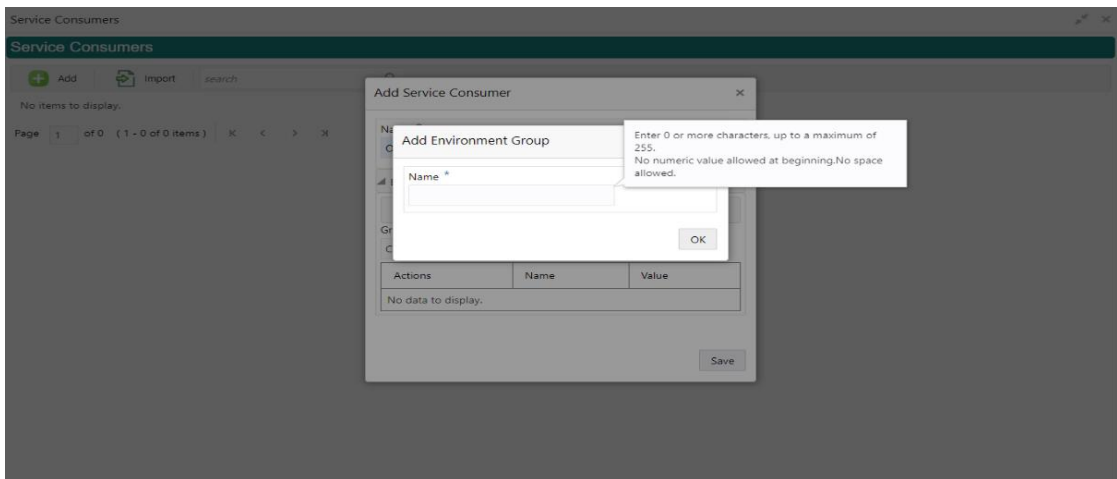 Service Consumers
Service Consumers
Add Import search
No items to display.
Page 1 of 0 (1 - 0 of 0 items)
Add Service Consumer
Add Environment Group
Enter 0 or more characters, up to a maximum of
255.
No numeric value allowed at beginning.No space
allowed.
Name *
OK
Actions Name Value
No data to display.
Save